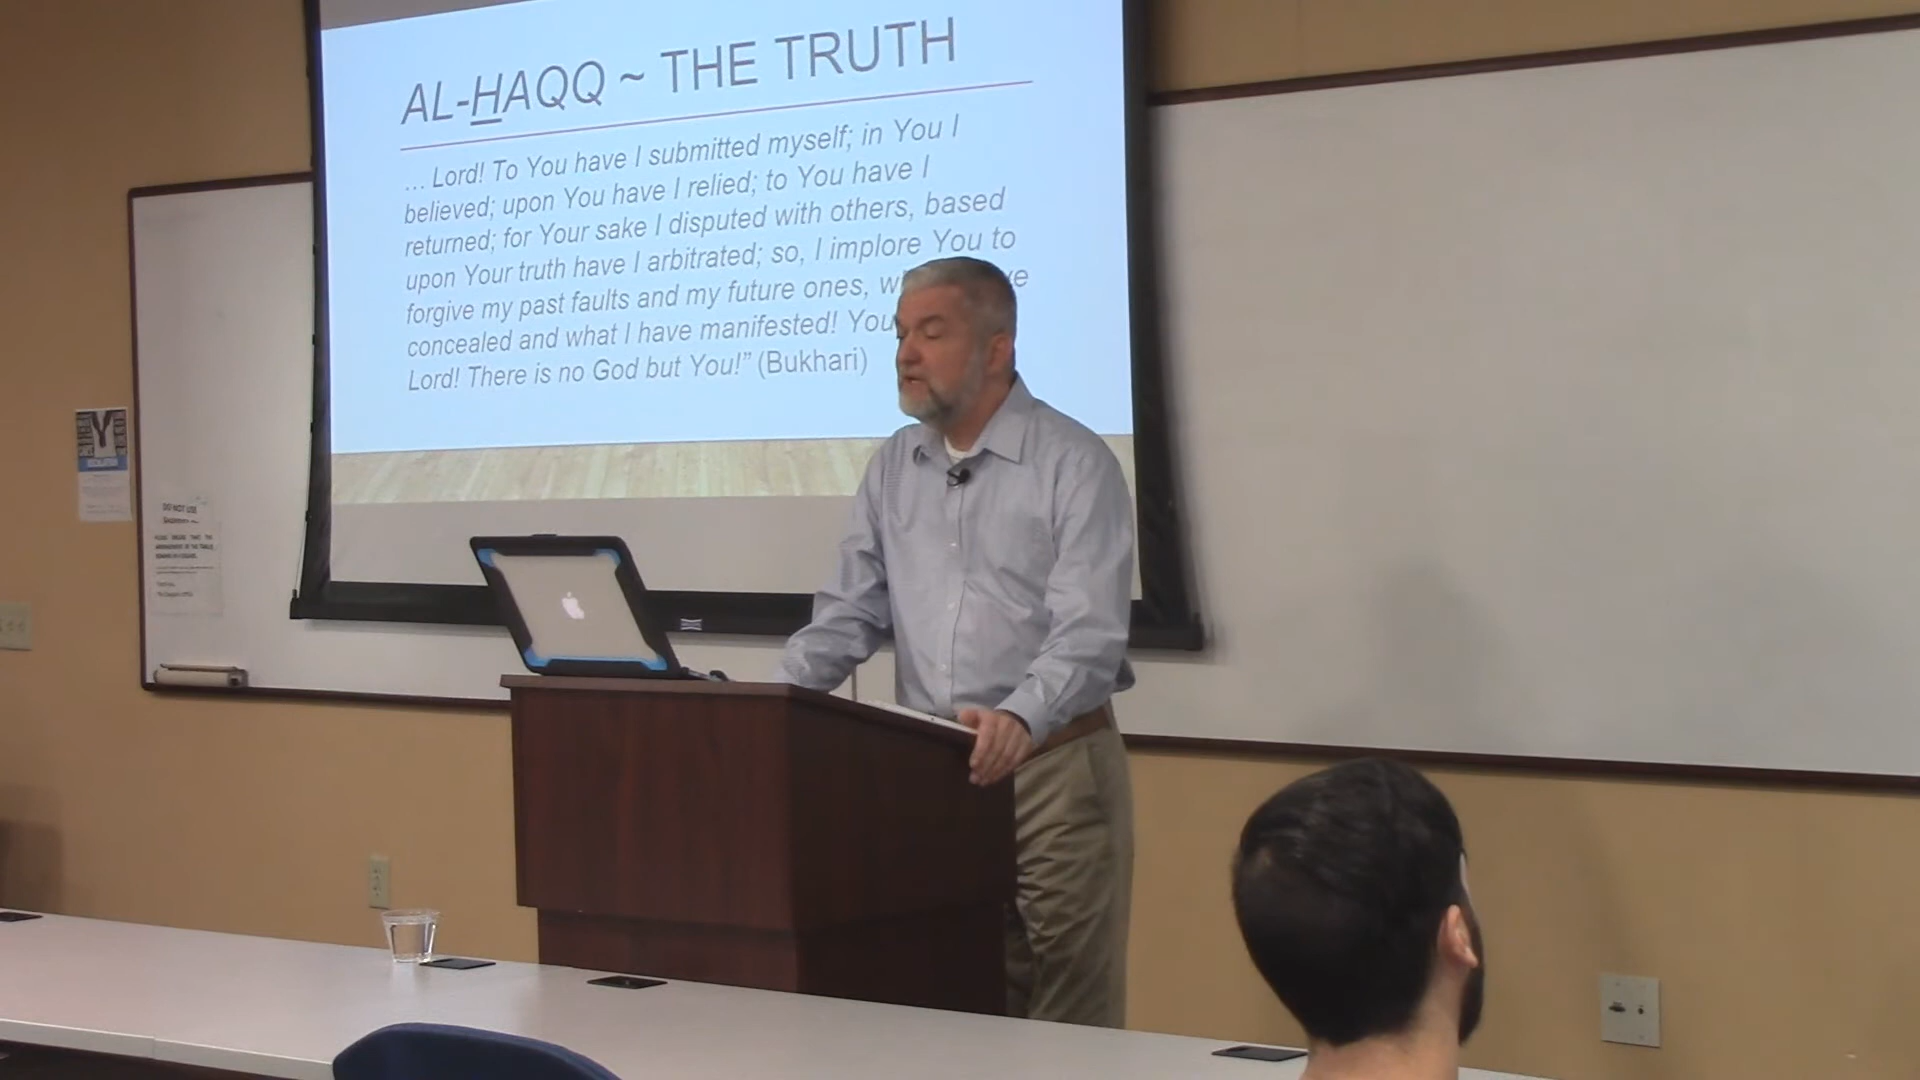 AL-HAQQ ~ THE TRUTH
… Lord! To You have I submitted myself; in You I
believed; upon You have I relied; to You have I
returned; for Your sake I disputed with others, based
upon Your truth have I arbitrated; so, I implore You to
forgive my past faults and my future ones,
concealed and what I have manifested! You
Lord! There is no God but You!” (Bukhari)
DO NOT USE